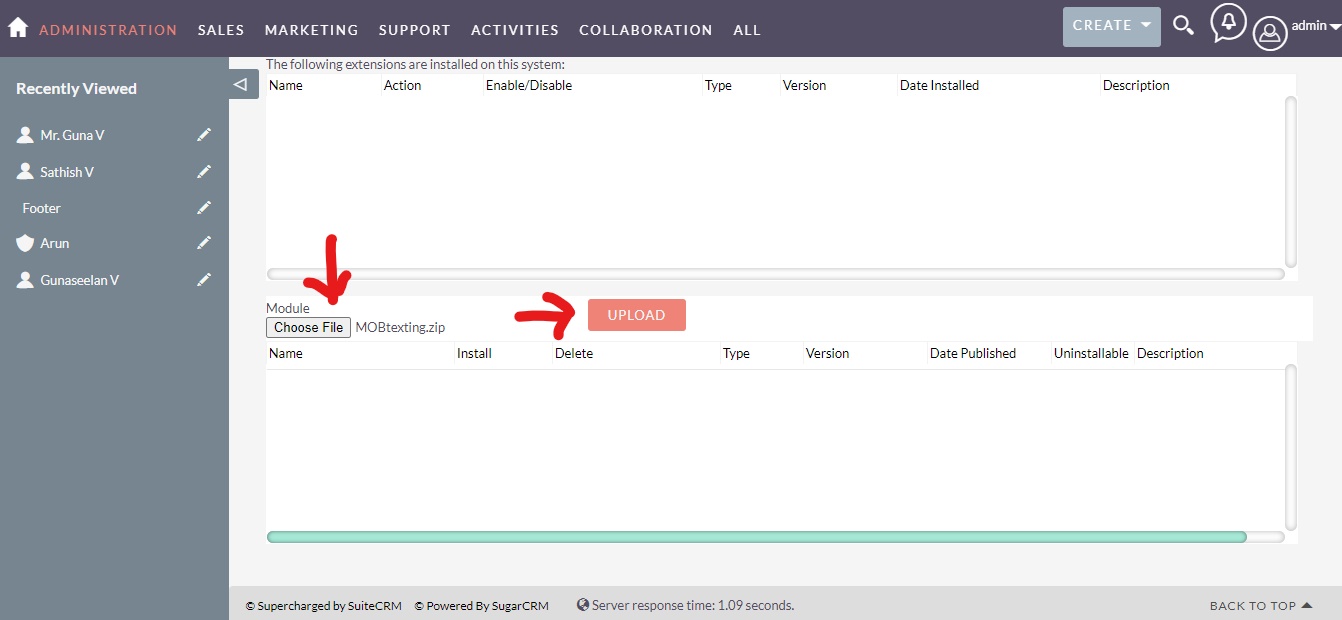 ADMINISTRATION SALES MARKETING SUPPORT ACTIVITIES COLLABORATION ALL CREATE admin
Recently Viewed
Mr. Guna V
Sathish V
Footer
Arun
Gunaseelan V
The following extensions are installed on this system:
Name Action Enable/Disable Type Version Date Installed Description
Module
Choose File MOBtexting.zip
UPLOAD
Name Install Delete Type Version Date Published Uninstallable Description
© Supercharged by SuiteCRM © Powered By SugarCRM Server response time: 1.09 seconds. BACK TO TOP